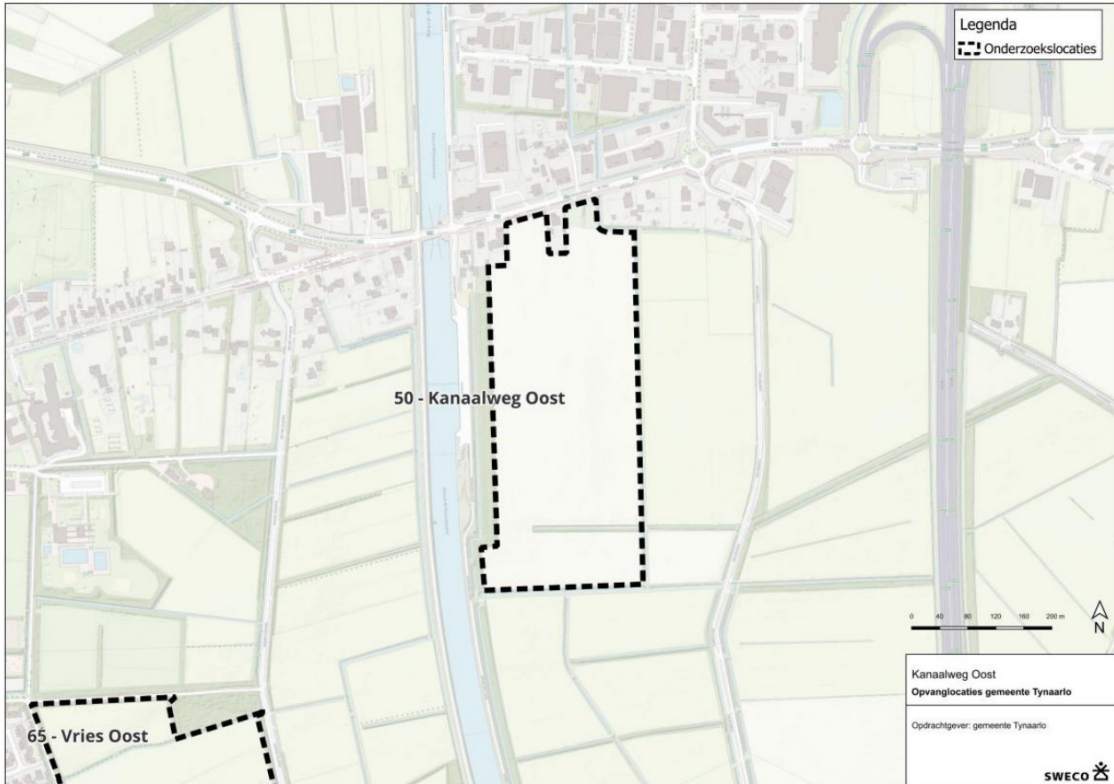 Legenda
Onderzoekslocaties
50 - Kanaalweg Oost
65 - Vries Oost
0 40 80 120 160 200 m
N
Kanaalweg Oost
Opvanglocaties gemeente Tynaarlo
Opdrachtgever: gemeente Tynaarlo
SWECO